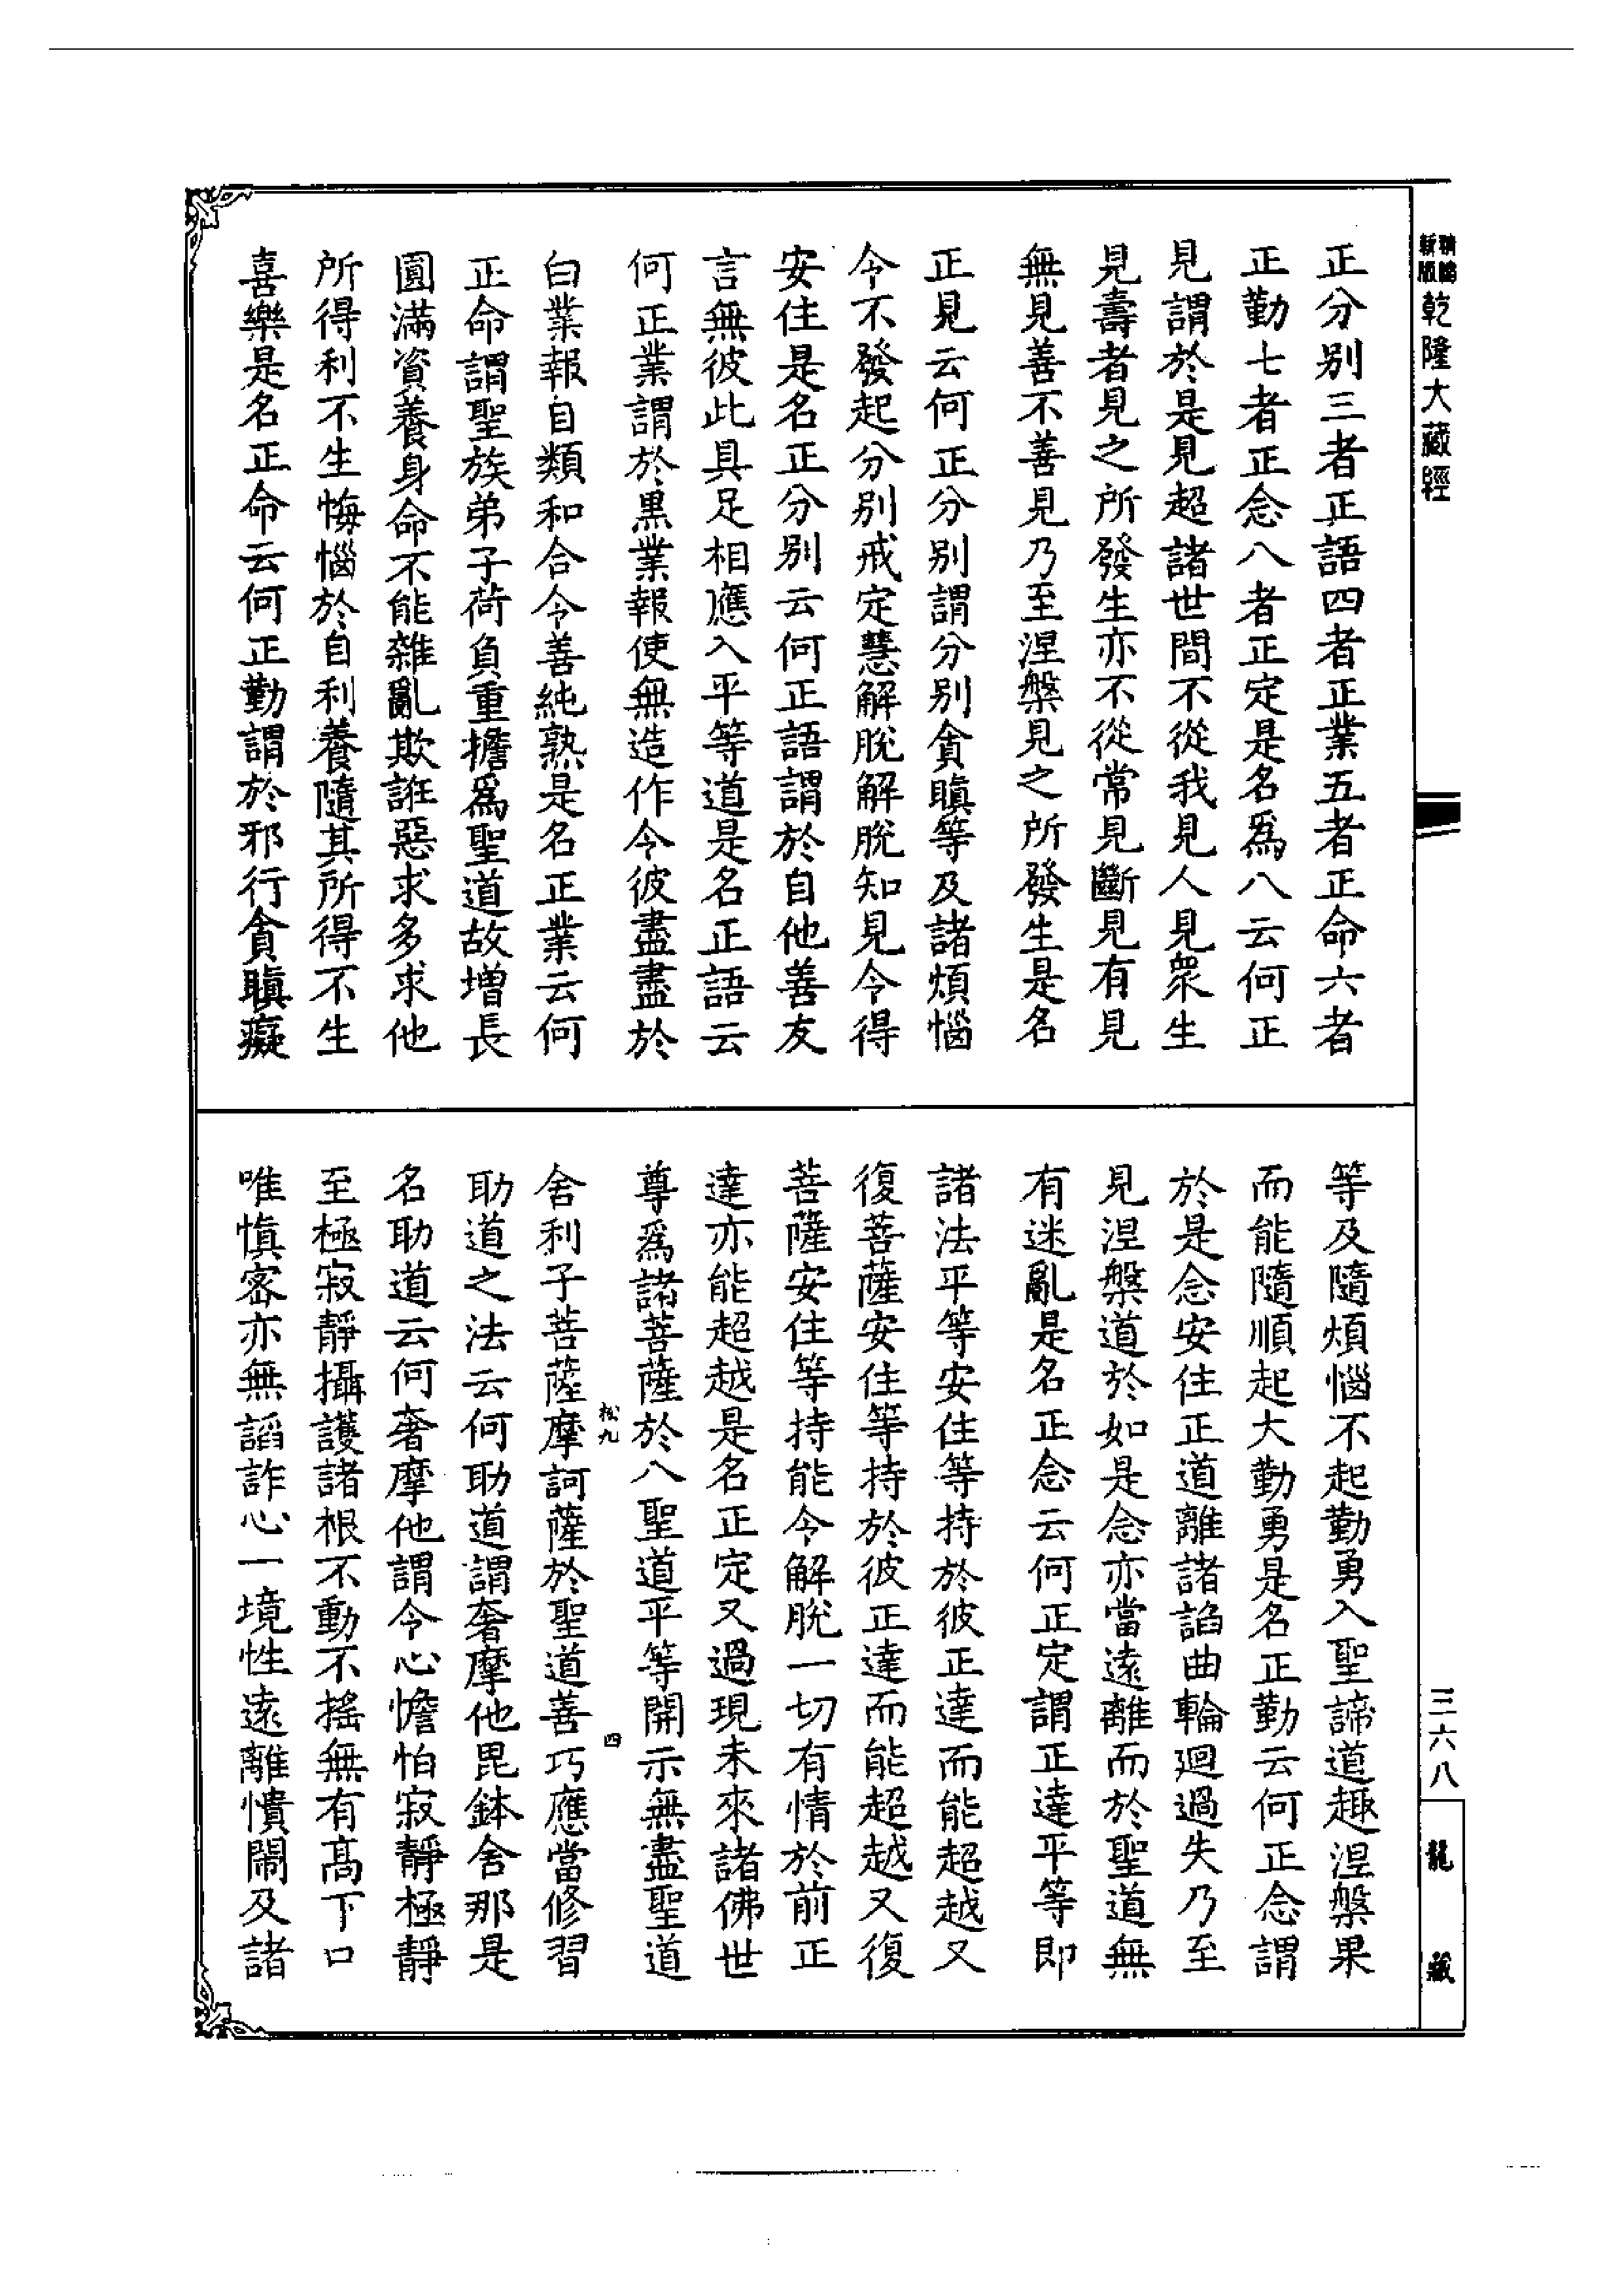 新版精縮乾隆大藏經
正分別三者正語四者正業五者正命六者
正勤七者正念八者正定是名爲八云何正
見謂於是見超諸世間不從我見人見衆生
見壽者見之所發生亦不從常見斷見有見
無見善不善見乃至涅槃見之所發生是名
正見云何正分別謂分別貪瞋等及諸煩惱
令不發起分別戒定慧解脫解脫知見令得
安住是名正分別云何正語謂於自他善友
言無彼此具足相應入平等道是名正語云
何正業謂於黑業報使無造作令彼盡盡於
白業報自類和合令善純熟是名正業云何
正命謂聖族弟子荷負重擔爲聖道故增長
圓滿資養身命不能雜亂欺誑惡求多求他
所得利不生悔惱於自利養隨其所得不生
喜樂是名正命云何正勤謂於邪行貪瞋癡
等及隨煩惱不起勤勇入聖諦道趣涅槃果
而能隨順起大勤勇是名正勤云何正念謂
於是念安住正道離諸諂曲輪迴過失乃至
見涅槃道於如是念亦當遠離而於聖道無
有迷亂是名正念云何正定謂正達平等即
諸法平等安住等持於彼正達而能超越又
復菩薩安住等持於彼正達而能超越又復
菩薩安住等持能令解脫一切有情於前正
達亦能超越是名正定又過現未來諸佛世
尊爲諸菩薩於八聖道平等開示無盡聖道
松九
四
舍利子菩薩摩訶薩於聖道善巧應當修習
助道之法云何助道謂奢摩他毘鉢舍那是
名助道云何奢摩他謂令心憺怕寂靜極靜
至極寂靜攝護諸根不動不搖無有高下口
唯慎密亦無諂詐心一境性遠離憒鬧及諸
三六八
龍藏